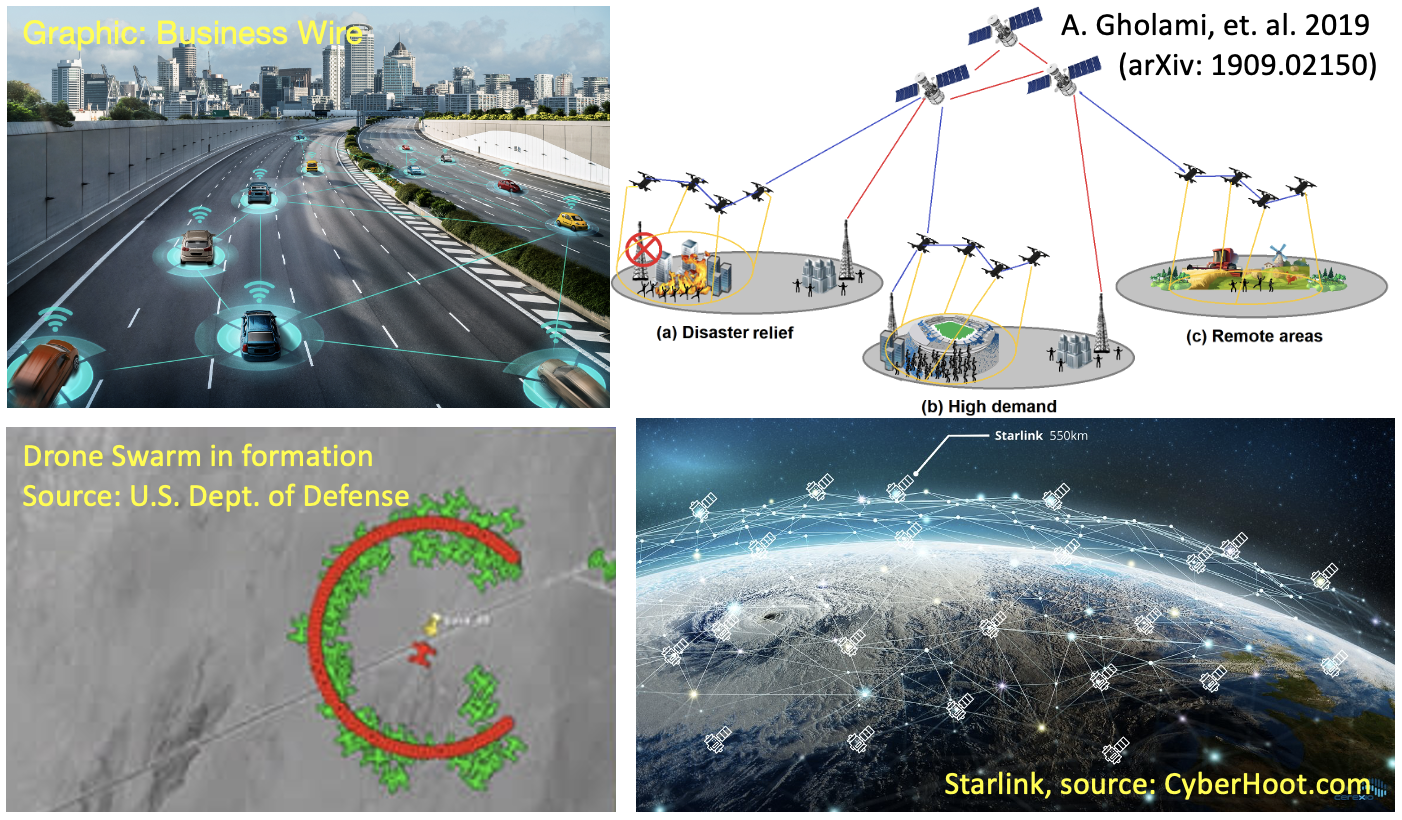 Graphic: Business Wire
A. Gholami, et. al. 2019
(arXiv: 1909.02150)
(a) Disaster relief
(b) High demand
(c) Remote areas
Drone Swarm in formation
Source: U.S. Dept. of Defense
Starlink 550km
Starlink, source: CyberHoot.com